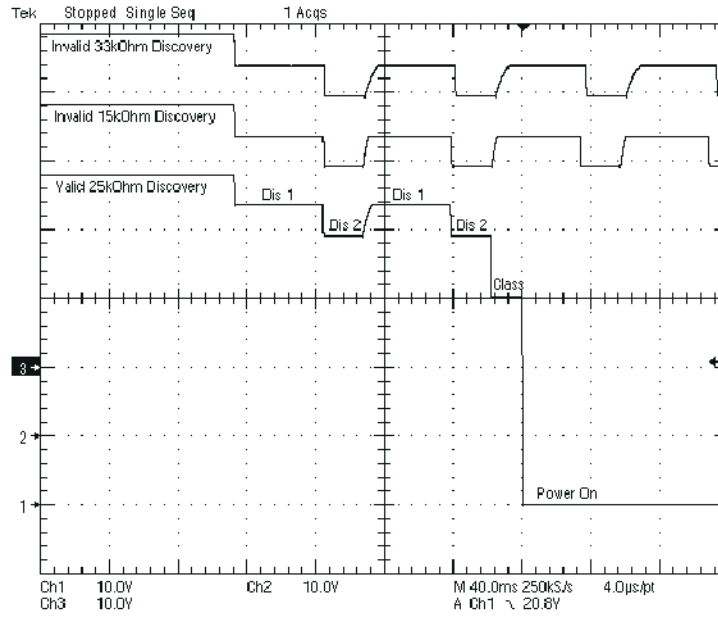 Tek Stopped Single Seq 1 Acqs
Invalid 33kOhm Discovery
Invalid 15kOhm Discovery
Valid 25kOhm Discovery
Dis 1
Dis 1
Dis 2
Dis 2
Class
3
2
1
Power On
Ch1 10.0V Ch2 10.0V M 40.0ms 250kS/s 4.0µs/pt
Ch3 10.0V A Ch1 \ 20.8V